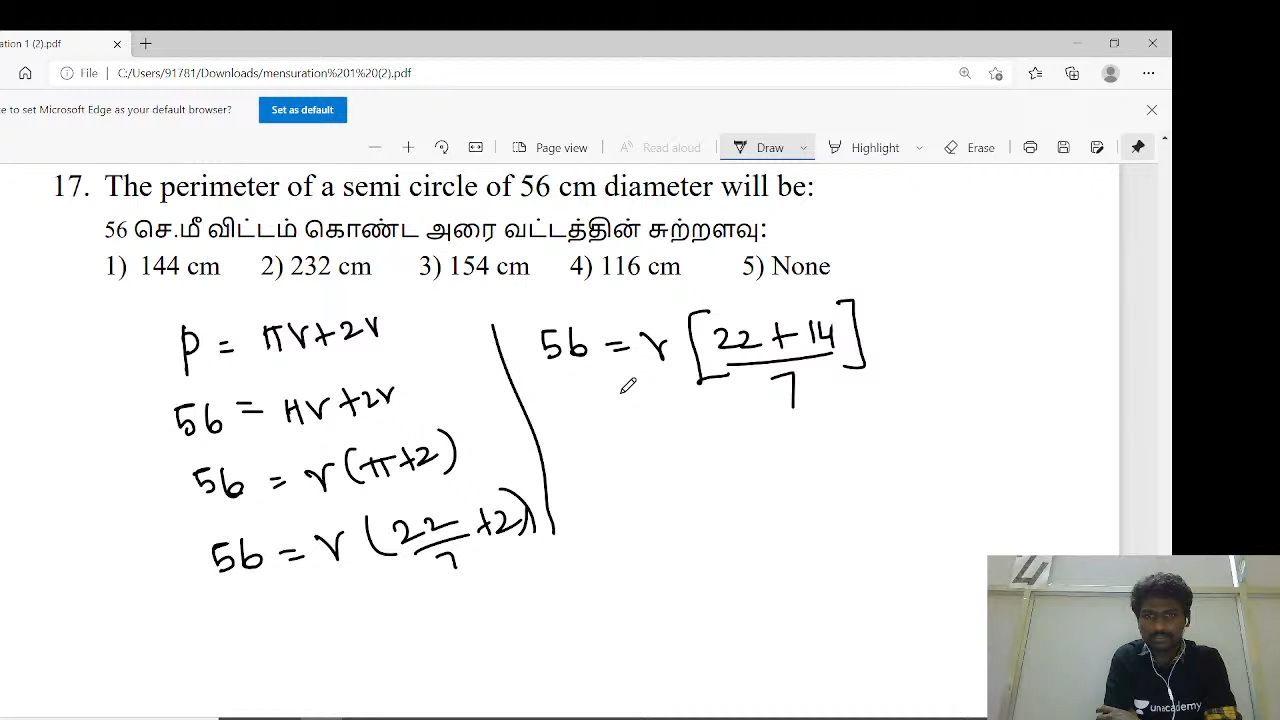 ation 1 (2).pdf
File C:/Users/91781/Downloads/mensuration%201%20(2).pdf
e to set Microsoft Edge as your default browser? Set as default
Page view Read aloud Draw Highlight Erase
17. The perimeter of a semi circle of 56 cm diameter will be:
56 செ.மீ விட்டம் கொண்ட அரை வட்டத்தின் சுற்றளவு:
1) 144 cm 2) 232 cm 3) 154 cm 4) 116 cm 5) None
P = πr+2r
56 = πr+2r
56 = r(π+2)
56 = r(22/7 +2)
56 = r[22+14/7]
unacademy